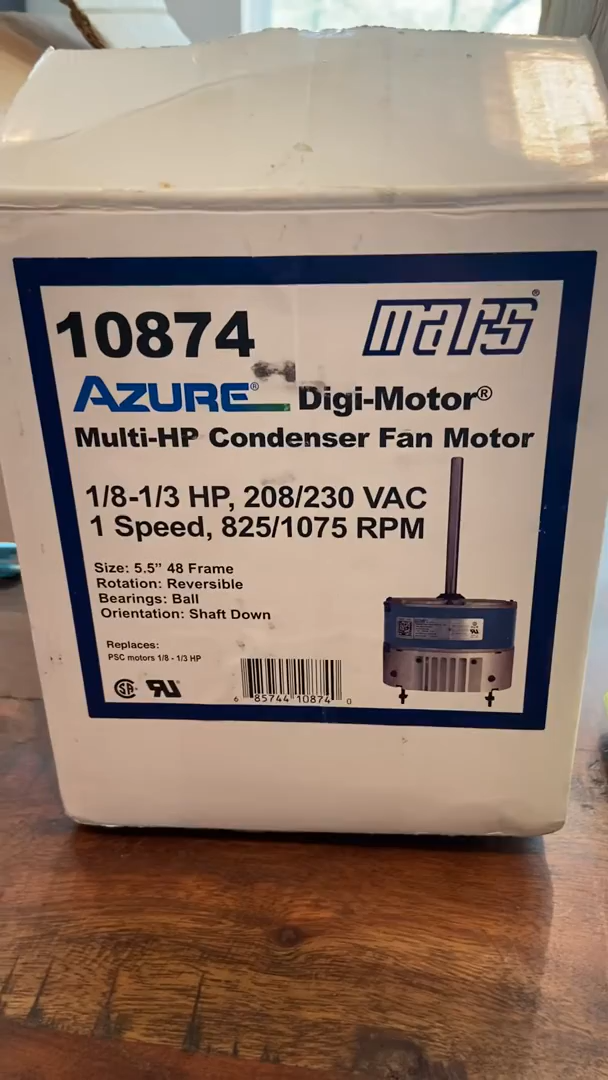 10874
mars®
AZURE® Digi-Motor®
Multi-HP Condenser Fan Motor
1/8-1/3 HP, 208/230 VAC
1 Speed, 825/1075 RPM
Size: 5.5” 48 Frame
Rotation: Reversible
Bearings: Ball
Orientation: Shaft Down
Replaces:
PSC motors 1/8 - 1/3 HP
6 85744 10874 0